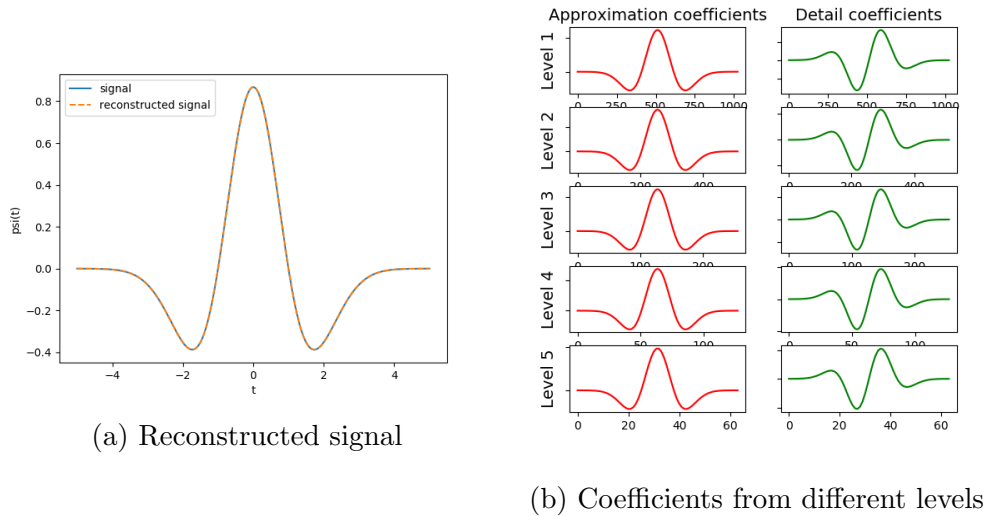 signal
reconstructed signal
0.8
0.6
0.4
0.2
0.0
−0.2
−0.4
psi(t)
−4 −2 0 2 4
t
(a) Reconstructed signal
Approximation coefficients Detail coefficients
Level 1
0 250 500 750 1000 0 250 500 750 1000
Level 2
0 200 400 0 200 400
Level 3
0 100 200 0 100 200
Level 4
0 50 100 0 50 100
Level 5
0 20 40 60 0 20 40 60
(b) Coefficients from different levels